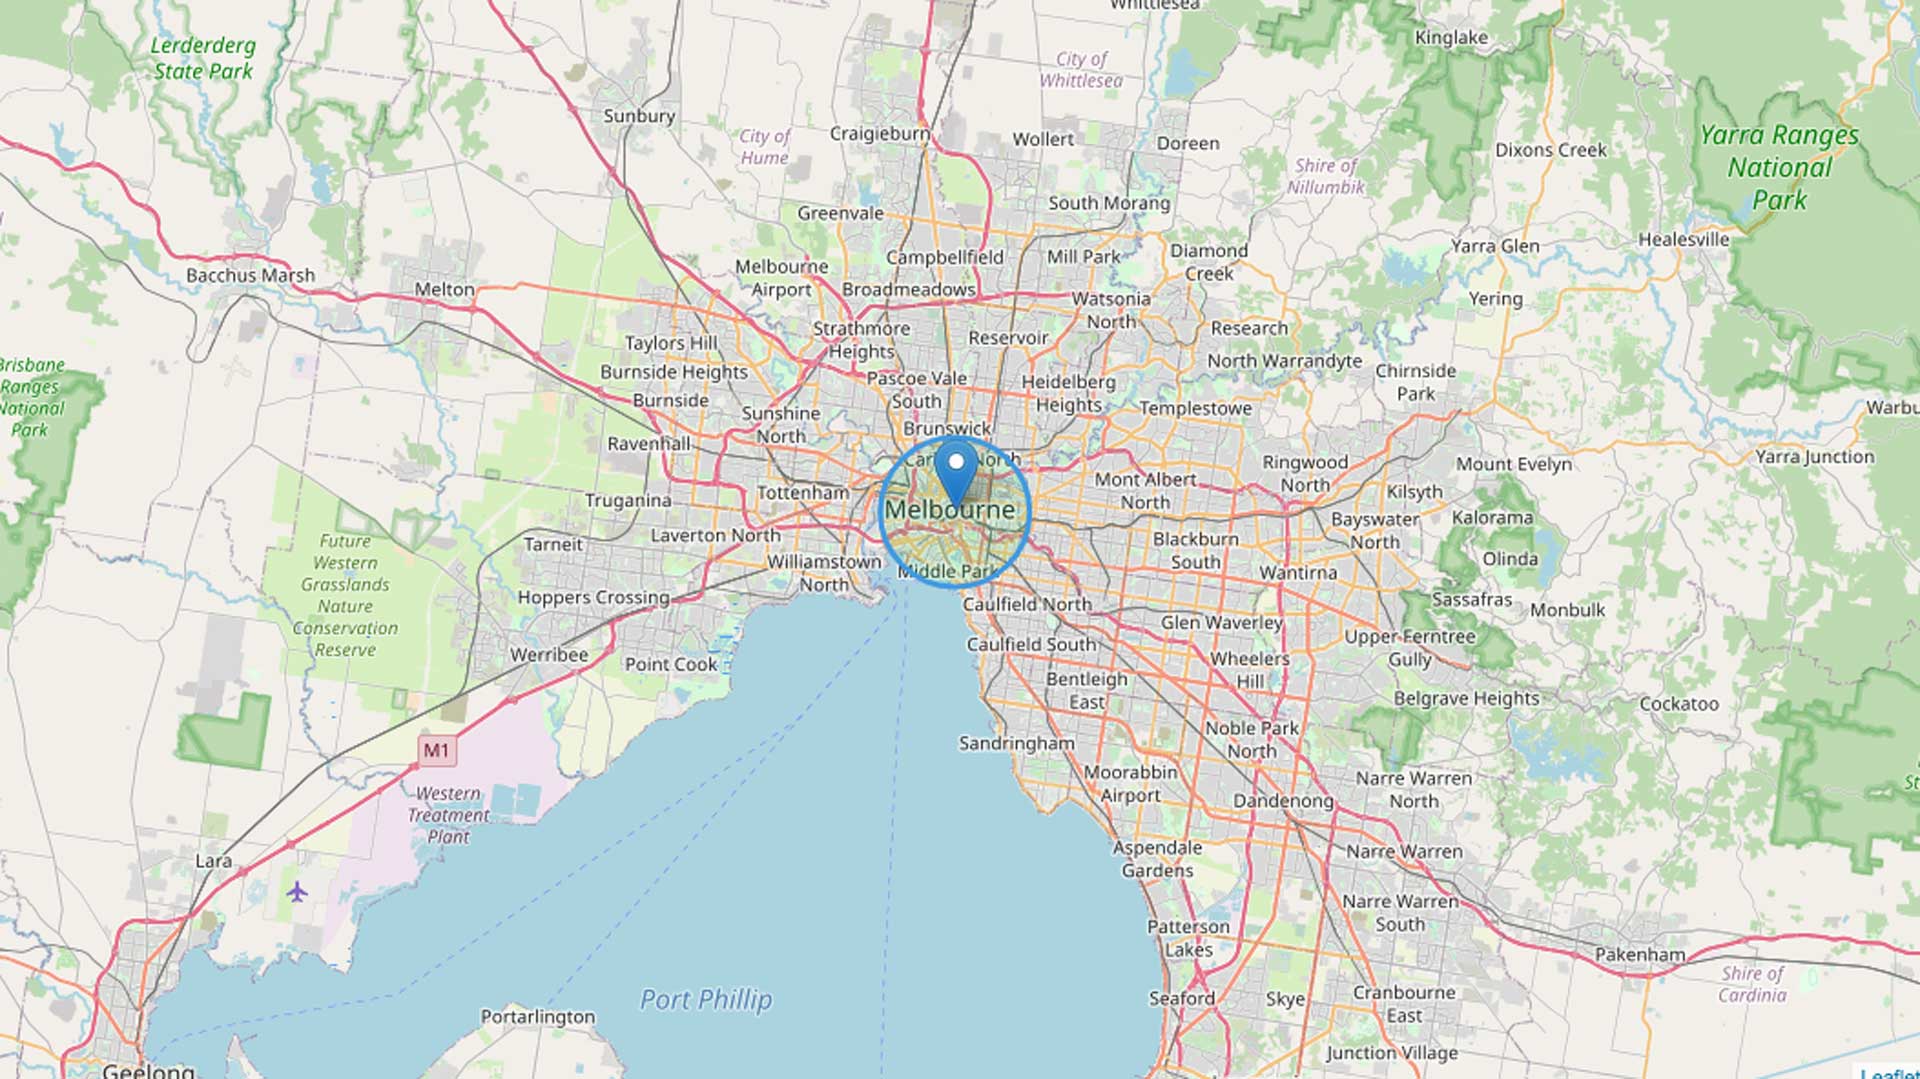 Whittlesea
Kinglake
Lerderderg
State Park
City of
Whittlesea
Sunbury
City of
Hume
Craigieburn
Wollert
Doreen
Dixons Creek
Yarra Ranges
National
Park
Shire of
Nillumbik
Greenvale
South Morang
Yarra Glen
Healesville
Bacchus Marsh
Melton
Melbourne
Airport
Campbellfield
Mill Park
Diamond
Creek
Broadmeadows
Watsonia
North
Yering
Strathmore
Heights
Reservoir
Research
Taylors Hill
North Warrandyte
Burnside Heights
Pascoe Vale
South
Heidelberg
Heights
Chirnside
Park
Brisbane
Ranges
National
Park
Burnside
Sunshine
North
Templestowe
Brunswick
Ravenhall
North
Ringwood
North
Mount Evelyn
Yarra Junction
Truganina
Tottenham
Mont Albert
North
Kilsyth
Melbourne
Kalorama
Bayswater
North
Tarneit
Laverton North
Blackburn
South
Future
Western
Grasslands
Nature
Conservation
Reserve
Williamstown
North
Middle Park
Wantirna
Olinda
Hoppers Crossing
Caulfield North
Sassafras
Monbulk
Glen Waverley
Caulfield South
Upper Ferntree
Gully
Werribee
Point Cook
Wheelers
Hill
Bentleigh
East
Belgrave Heights
Cockatoo
M1
Sandringham
Noble Park
North
Moorabbin
Airport
Narre Warren
North
Western
Treatment
Plant
Dandenong
Lara
Aspendale
Gardens
Narre Warren
Narre Warren
South
Patterson
Lakes
Pakenham
Shire of
Cardinia
Port Phillip
Portarlington
Seaford
Skye
Cranbourne
East
Junction Village
Geelong
Leaflet